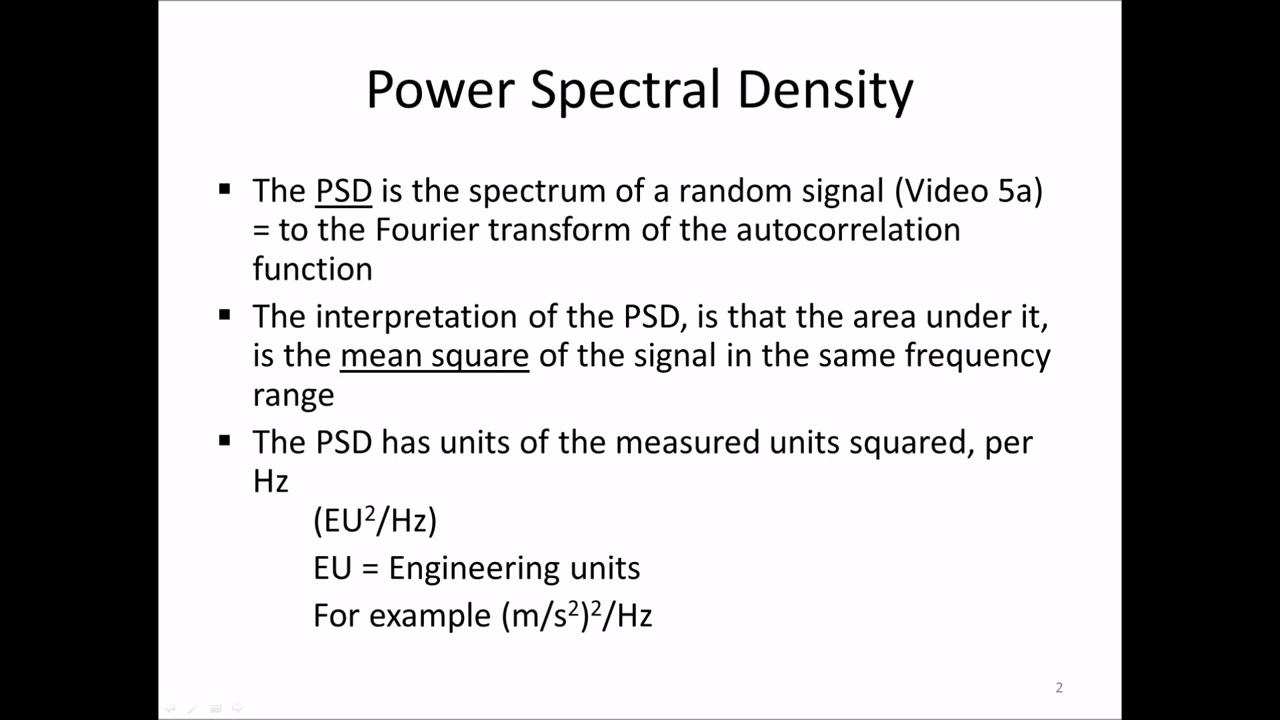 Power Spectral Density
▪ The PSD is the spectrum of a random signal (Video 5a)
= to the Fourier transform of the autocorrelation
function
▪ The interpretation of the PSD, is that the area under it,
is the mean square of the signal in the same frequency
range
▪ The PSD has units of the measured units squared, per
Hz
(EU²/Hz)
EU = Engineering units
For example (m/s²)²/Hz
2